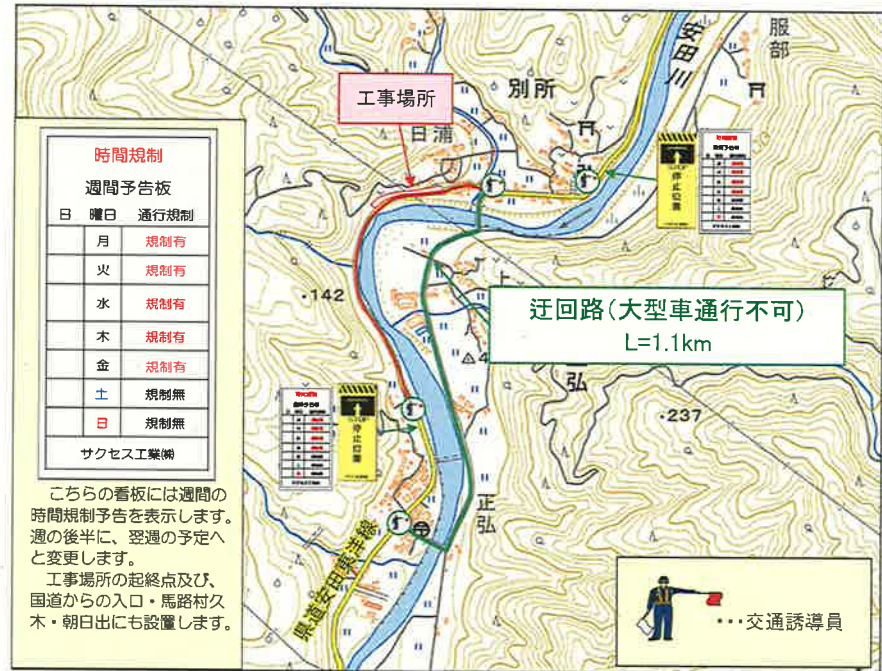 時間規制
週間予告板
日 曜日 通行規制
月 規制有
火 規制有
水 規制有
木 規制有
金 規制有
土 規制無
日 規制無
サクセス工業㈱
こちらの看板には週間の
時間規制予告を表示します。
週の後半に、翌週の予定へ
と変更します。
工事場所の起終点及び、
国道からの入口・馬路村久
木・朝日出にも設置します。
工事場所
日浦
別所
安田川
服部
停止位置
迂回路(大型車通行不可)
L=1.1km
・142
・237
弘
正弘
停止位置
県道安田東洋線
・・・交通誘導員